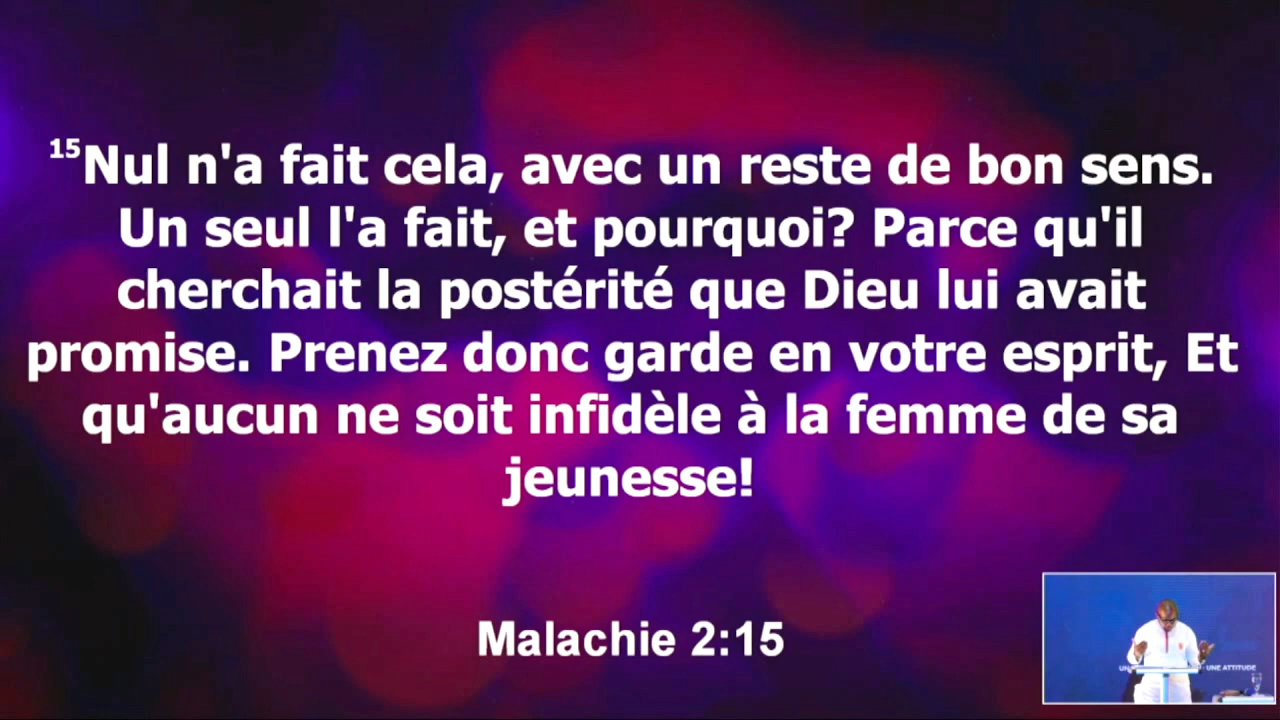 15Nul n'a fait cela, avec un reste de bon sens.
Un seul l'a fait, et pourquoi? Parce qu'il
cherchait la postérité que Dieu lui avait
promise. Prenez donc garde en votre esprit, Et
qu'aucun ne soit infidèle à la femme de sa
jeunesse!
Malachie 2:15
UNE ATTITUDE